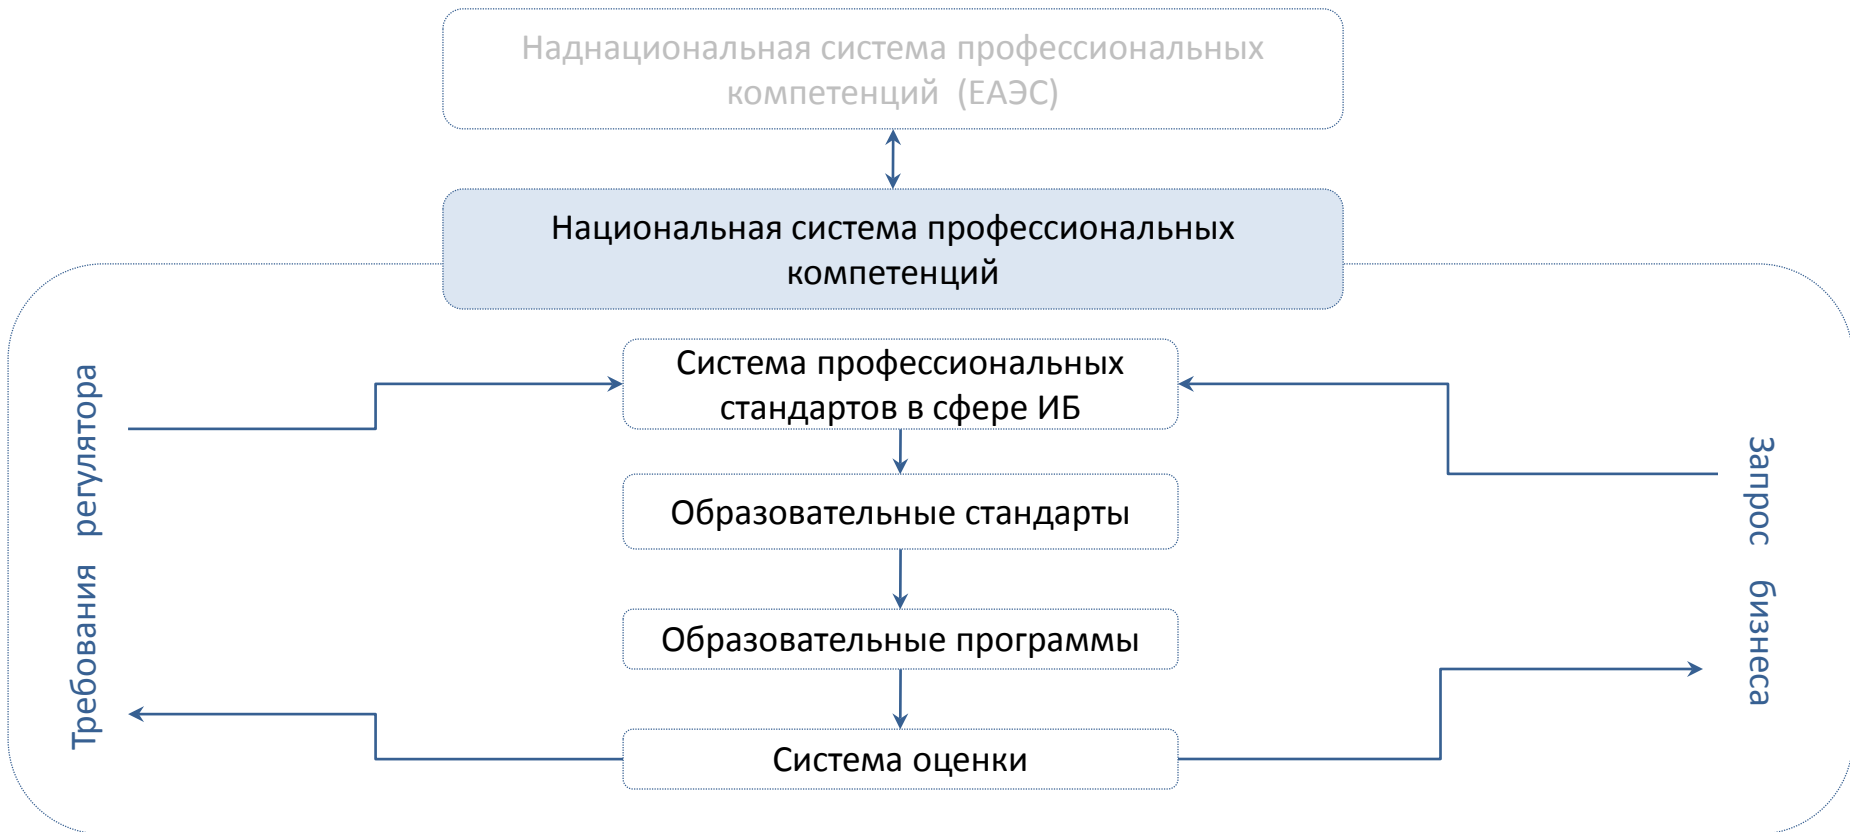 Наднациональная система профессиональных
компетенций (ЕАЭС)
Национальная система профессиональных
компетенций
Требования регулятора
Система профессиональных
стандартов в сфере ИБ
Образовательные стандарты
Образовательные программы
Система оценки
Запрос бизнеса